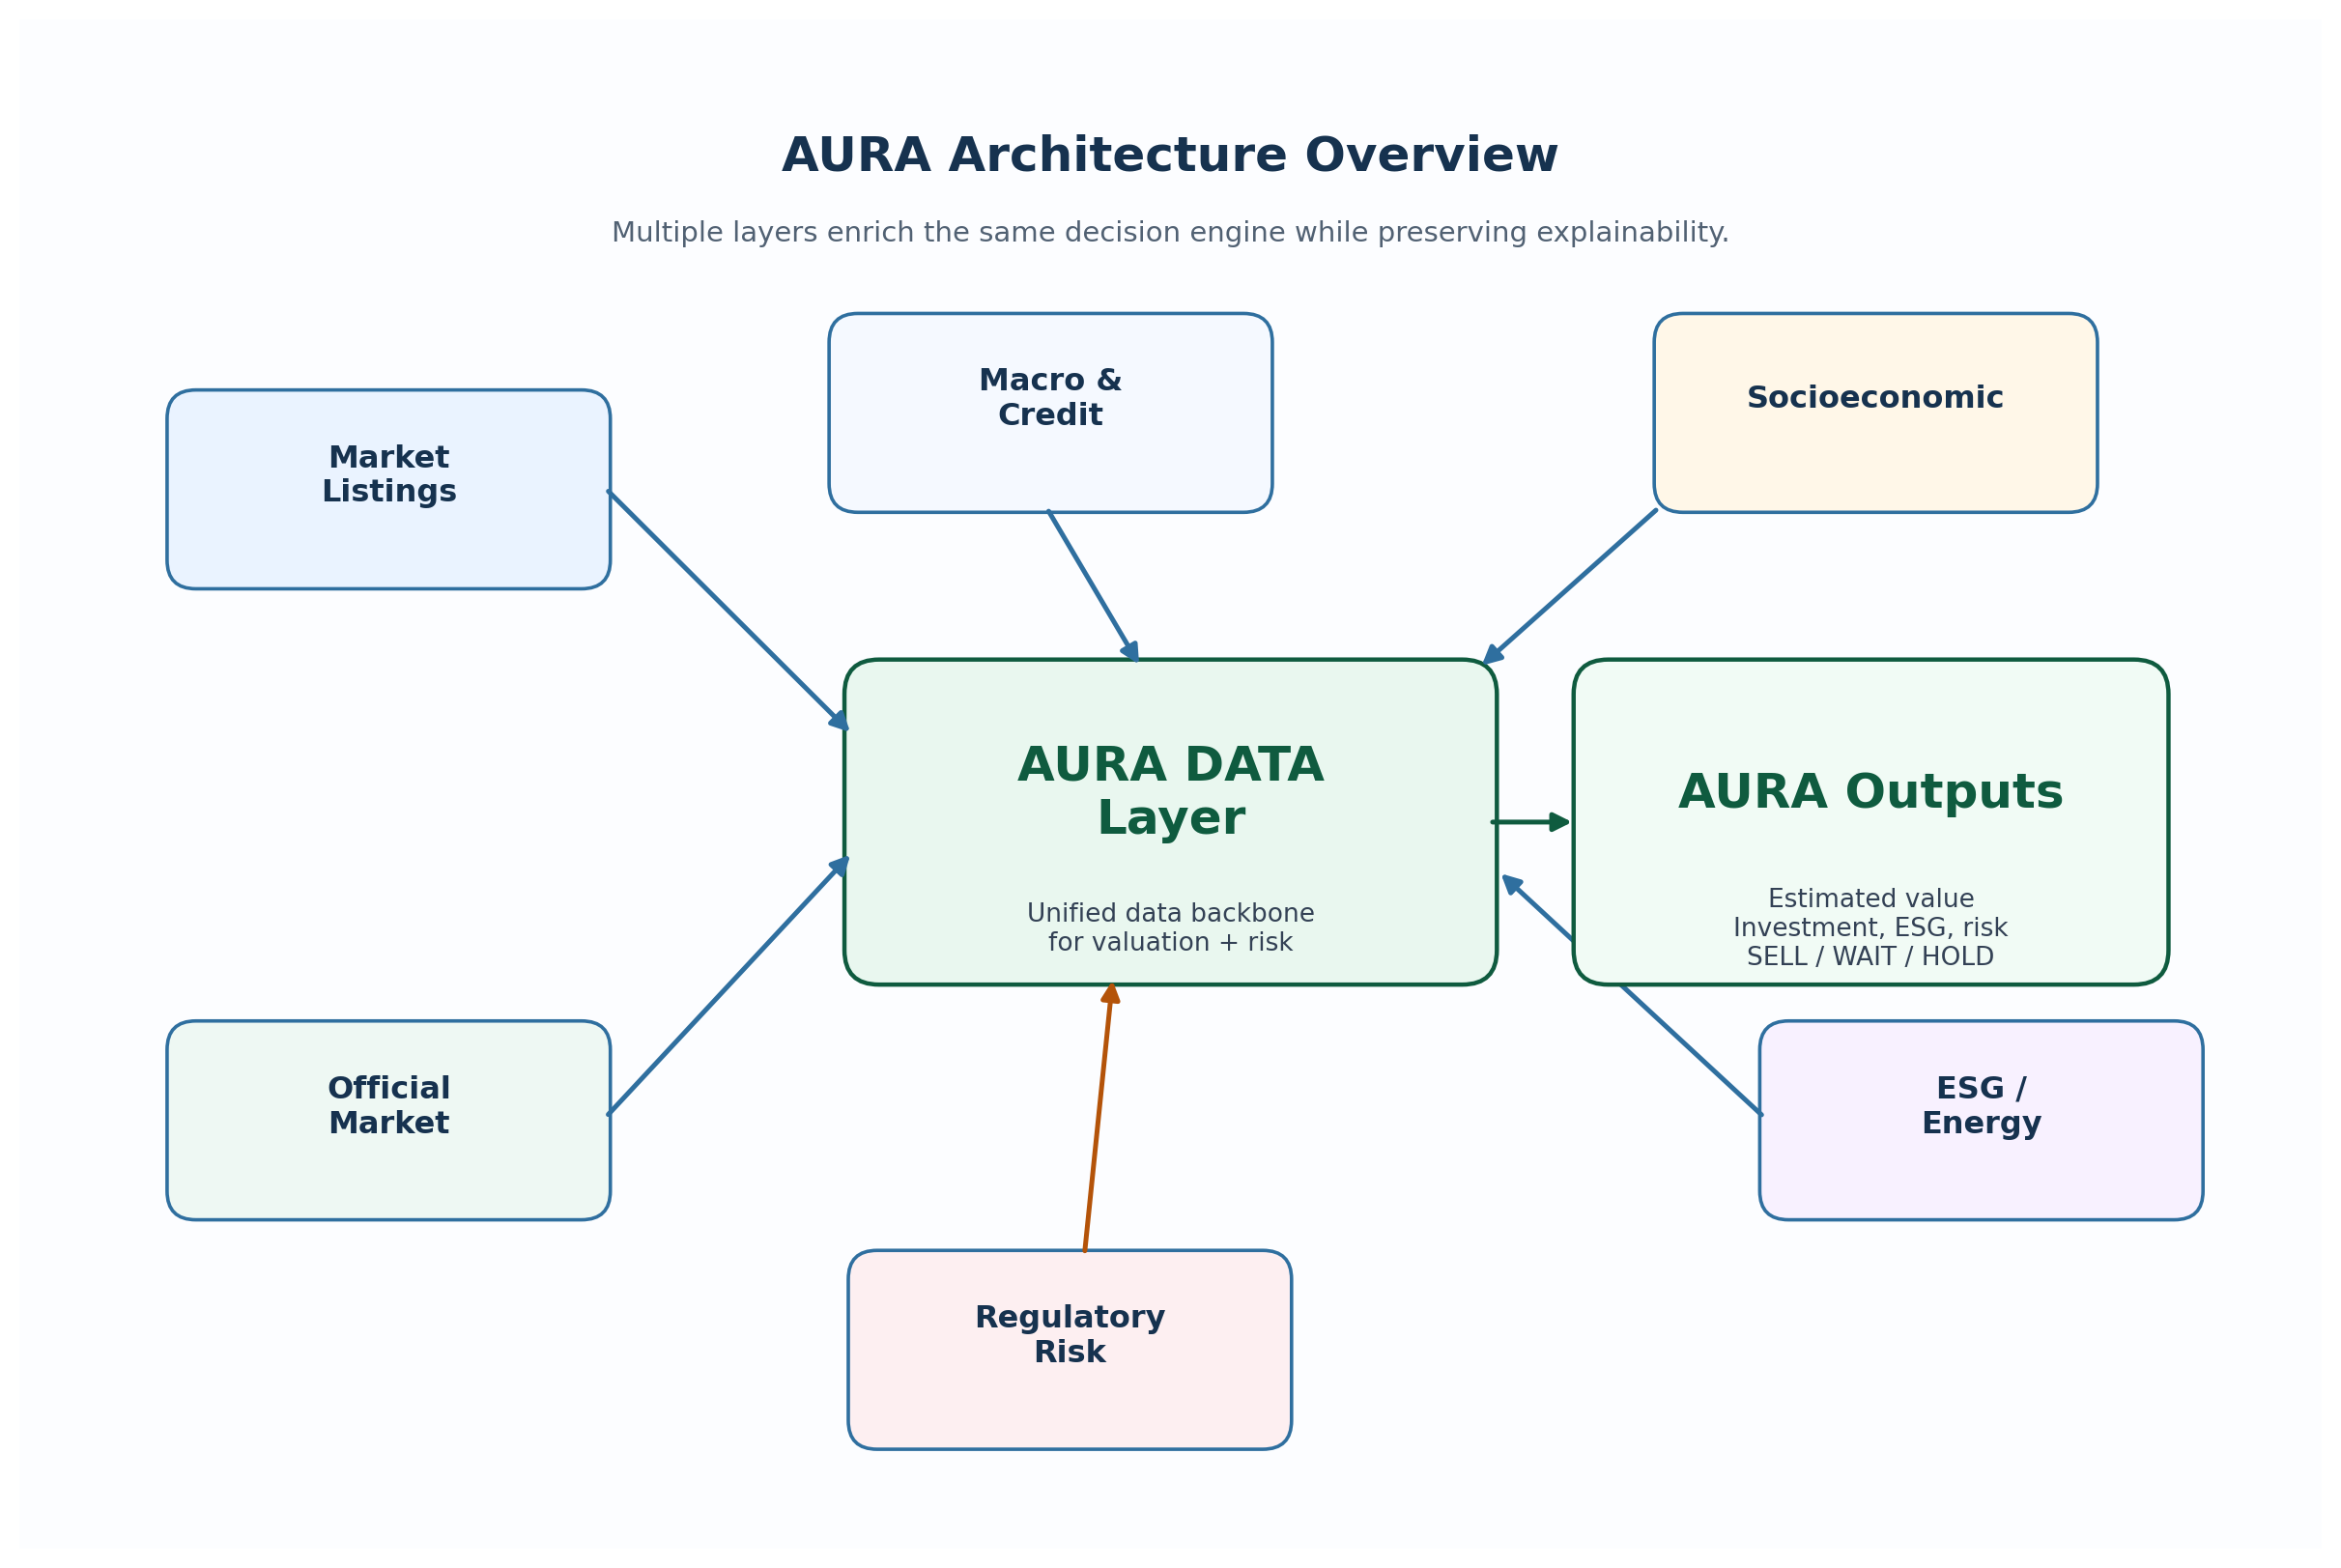 AURA Architecture Overview
Multiple layers enrich the same decision engine while preserving explainability.
Macro &
Credit
Socioeconomic
Market
Listings
AURA DATA
Layer
Unified data backbone
for valuation + risk
AURA Outputs
Estimated value
Investment, ESG, risk
SELL / WAIT / HOLD
Official
Market
ESG /
Energy
Regulatory
Risk